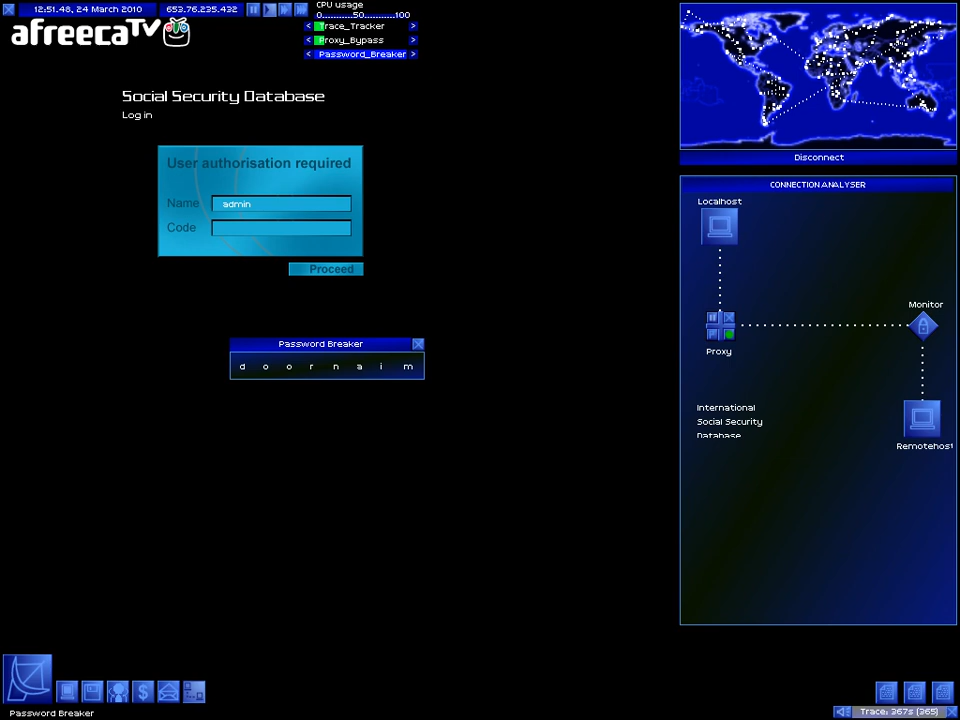 12:51.48, 24 March 2010
653.76.235.432
CPU usage
0..........50..........100
Trace_Tracker
Proxy_Bypass
Password_Breaker
afreecaTV
Social Security Database
Log in
User authorisation required
Name admin
Code
Proceed
Password Breaker
d o o r n a i m
Disconnect
CONNECTION ANALYSER
Localhost
Monitor
Proxy
International
Social Security
Database
Remotehost
Password Breaker
Trace: 367s (365)